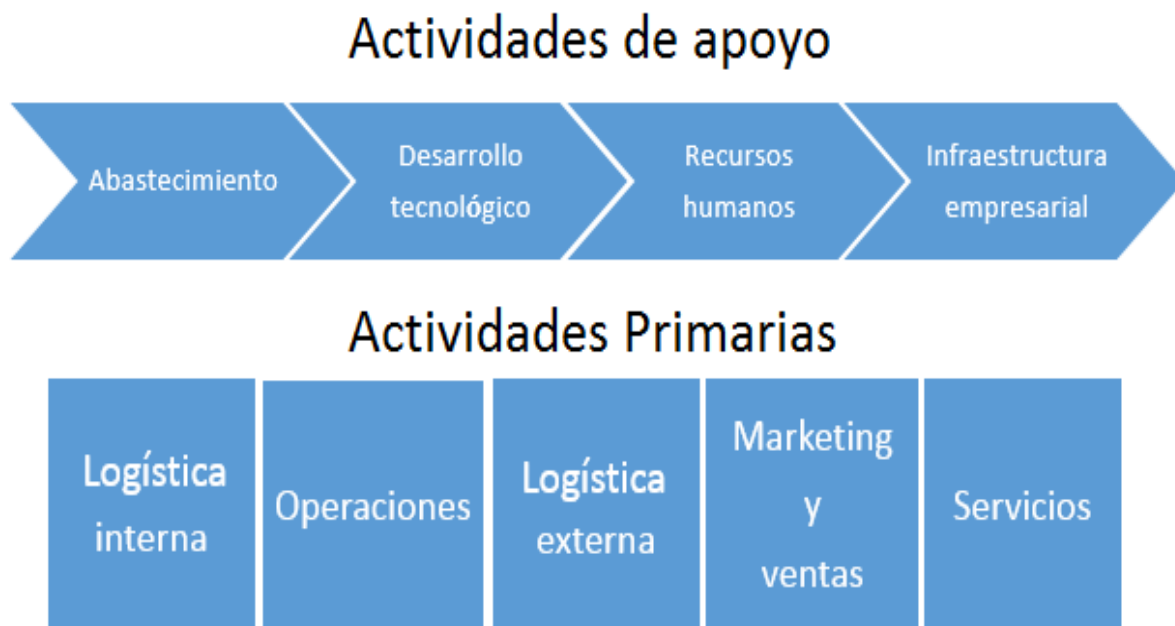 Actividades de apoyo
Abastecimiento
Desarrollo
tecnológico
Recursos
humanos
Infraestructura
empresarial
Actividades Primarias
Logística
interna
Operaciones
Logística
externa
Marketing
y
ventas
Servicios